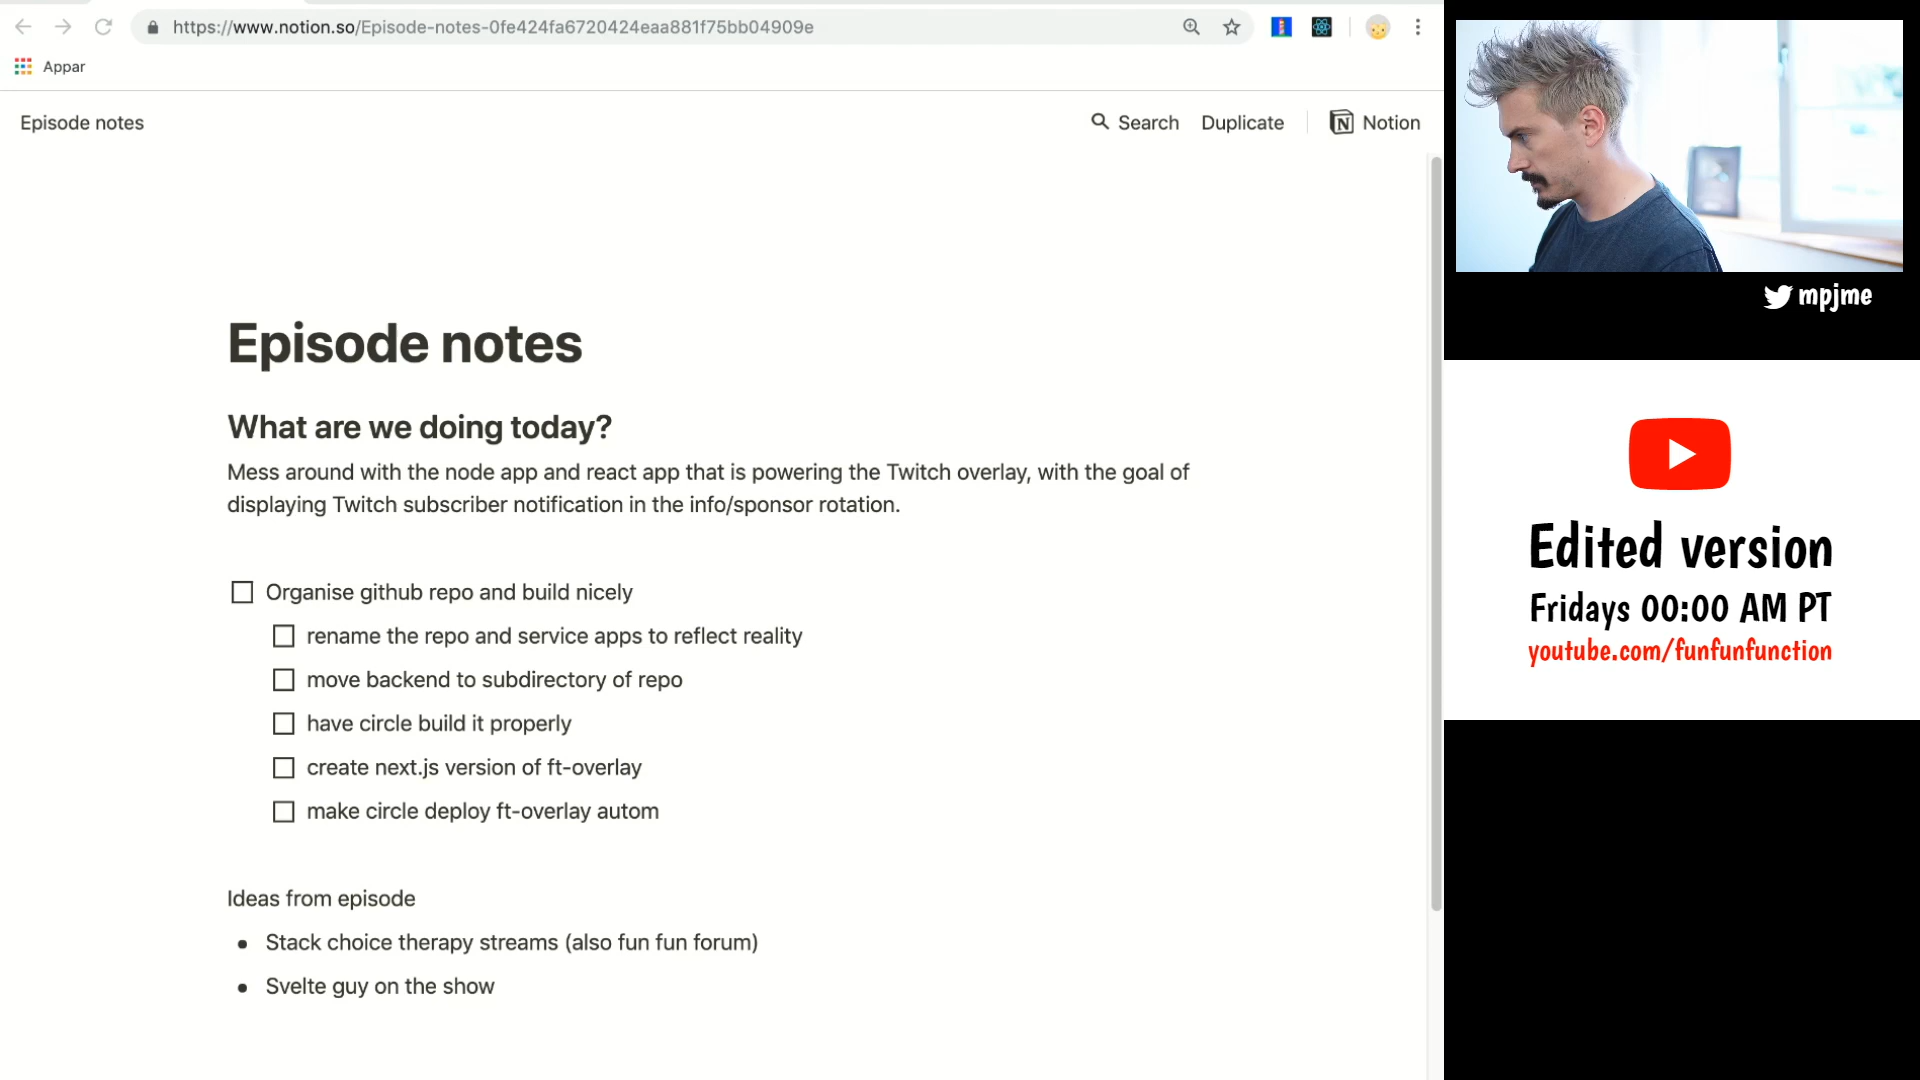 https://www.notion.so/Episode-notes-0fe424fa6720424eaa881f75bb04909e
Appar
Episode notes
Search
Duplicate
Notion
Episode notes
What are we doing today?
Mess around with the node app and react app that is powering the Twitch overlay, with the goal of
displaying Twitch subscriber notification in the info/sponsor rotation.
Organise github repo and build nicely
rename the repo and service apps to reflect reality
move backend to subdirectory of repo
have circle build it properly
create next.js version of ft-overlay
make circle deploy ft-overlay autom
Ideas from episode
Stack choice therapy streams (also fun fun forum)
Svelte guy on the show
mpjme
Edited version
Fridays 00:00 AM PT
youtube.com/funfunfunction